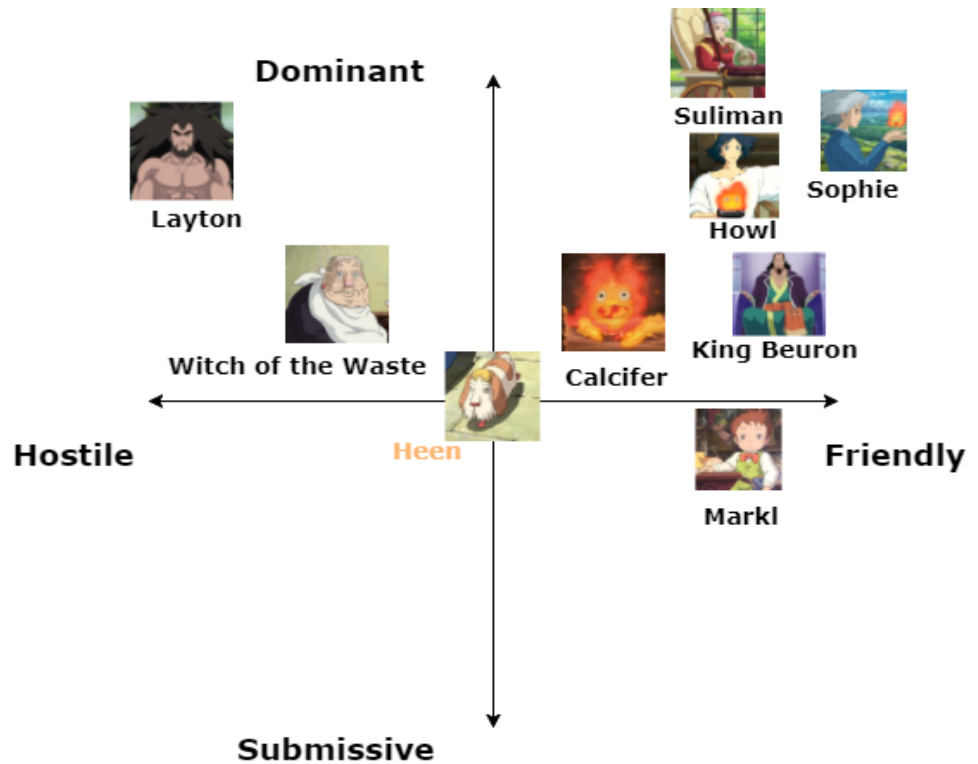 Dominant
Suliman
Sophie
Layton
Howl
King Beuron
Witch of the Waste
Calcifer
Heen
Hostile
Friendly
Markl
Submissive